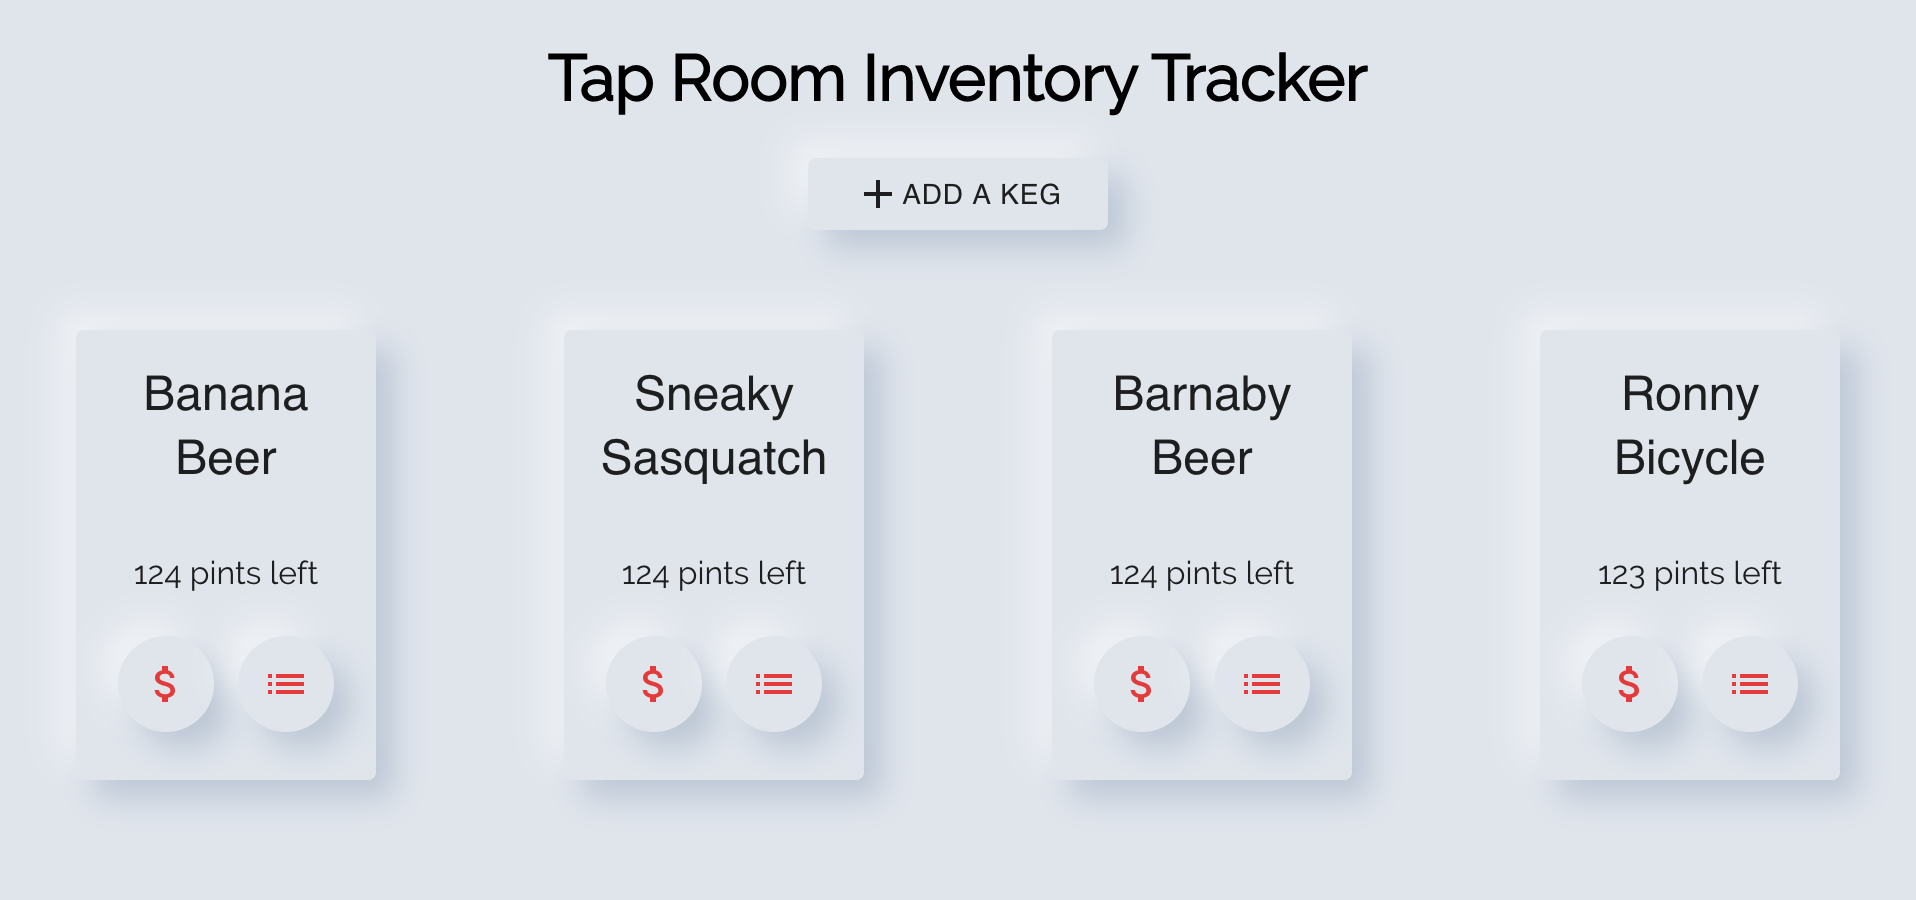 Tap Room Inventory Tracker
ADD A KEG
Banana
Beer
124 pints left
$
Sneaky
Sasquatch
124 pints left
$
Barnaby
Beer
124 pints left
$
Ronny
Bicycle
123 pints left
$